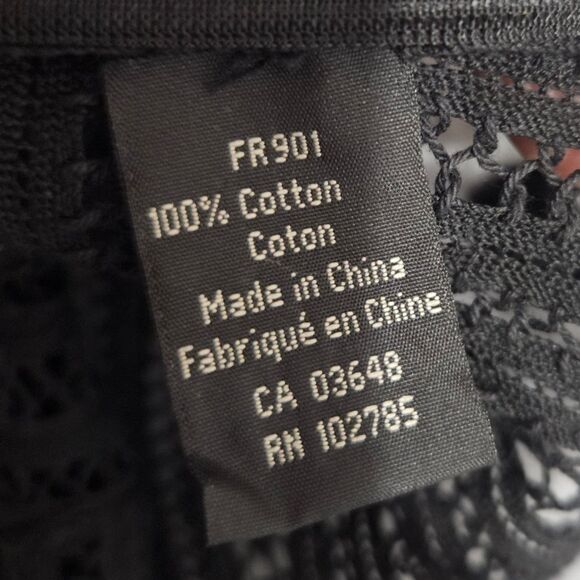 FR901
100% Cotton
Coton
Made in China
Fabriqué en Chine
CA 03648
RN 102785